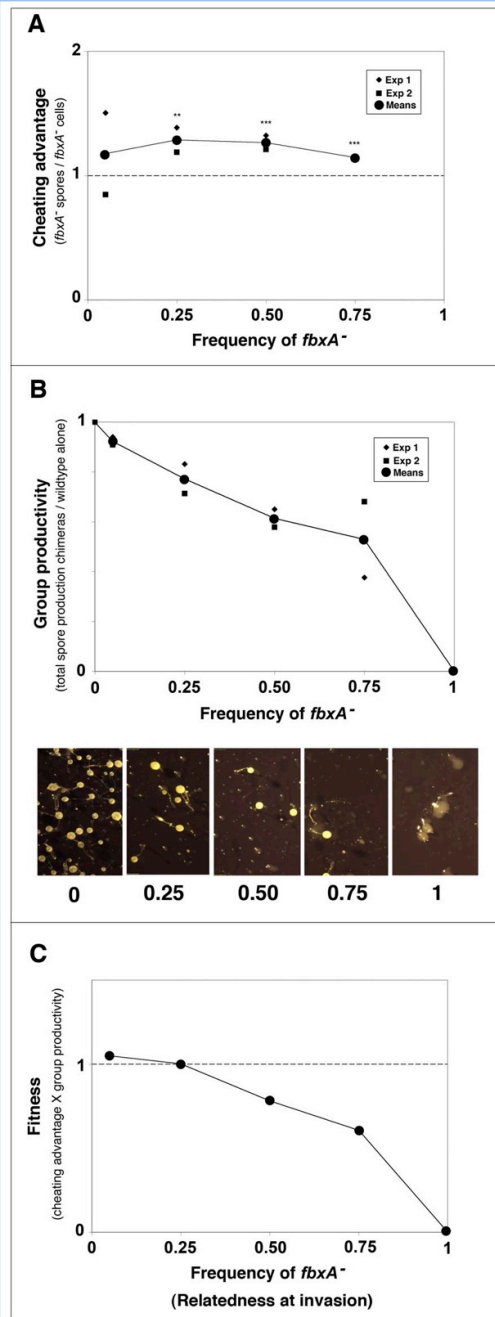 A
2
1
0
Cheating advantage
(fbxA- spores / fbxA- cells)
Exp 1
Exp 2
Means
**
***
***
0 0.25 0.50 0.75 1
Frequency of fbxA-
B
1
0
Group productivity
(total spore production chimeras / wildtype alone)
Exp 1
Exp 2
Means
0 0.25 0.50 0.75 1
Frequency of fbxA-
0 0.25 0.50 0.75 1
C
1
0
Fitness
(cheating advantage X group productivity)
0 0.25 0.50 0.75 1
Frequency of fbxA-
(Relatedness at invasion)